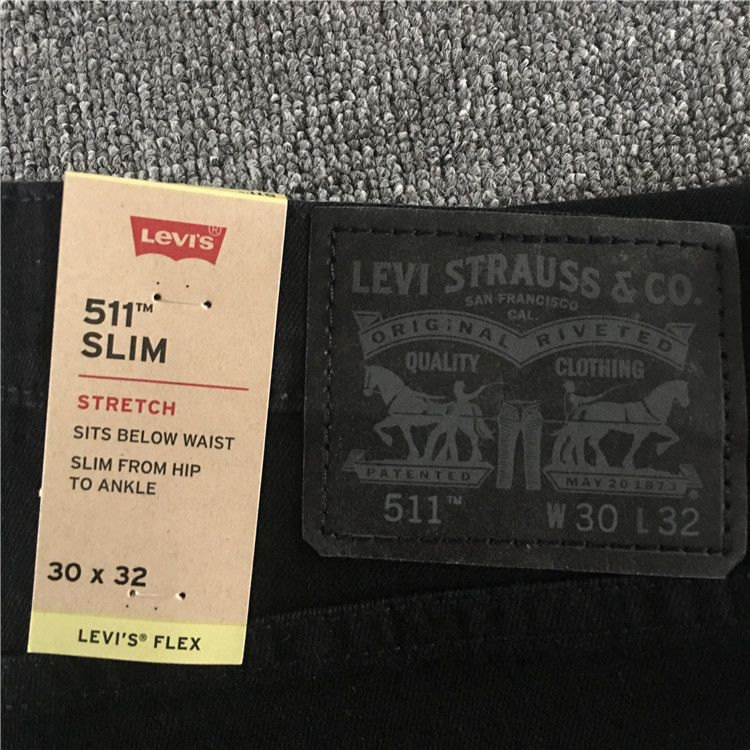 Levi's®
511™
SLIM
STRETCH
SITS BELOW WAIST
SLIM FROM HIP
TO ANKLE
30 x 32
LEVI'S® FLEX
LEVI STRAUSS & CO.
SAN FRANCISCO
CAL.
ORIGINAL RIVETED
QUALITY CLOTHING
PATENTED MAY 20 1873
511™ W 30 L 32